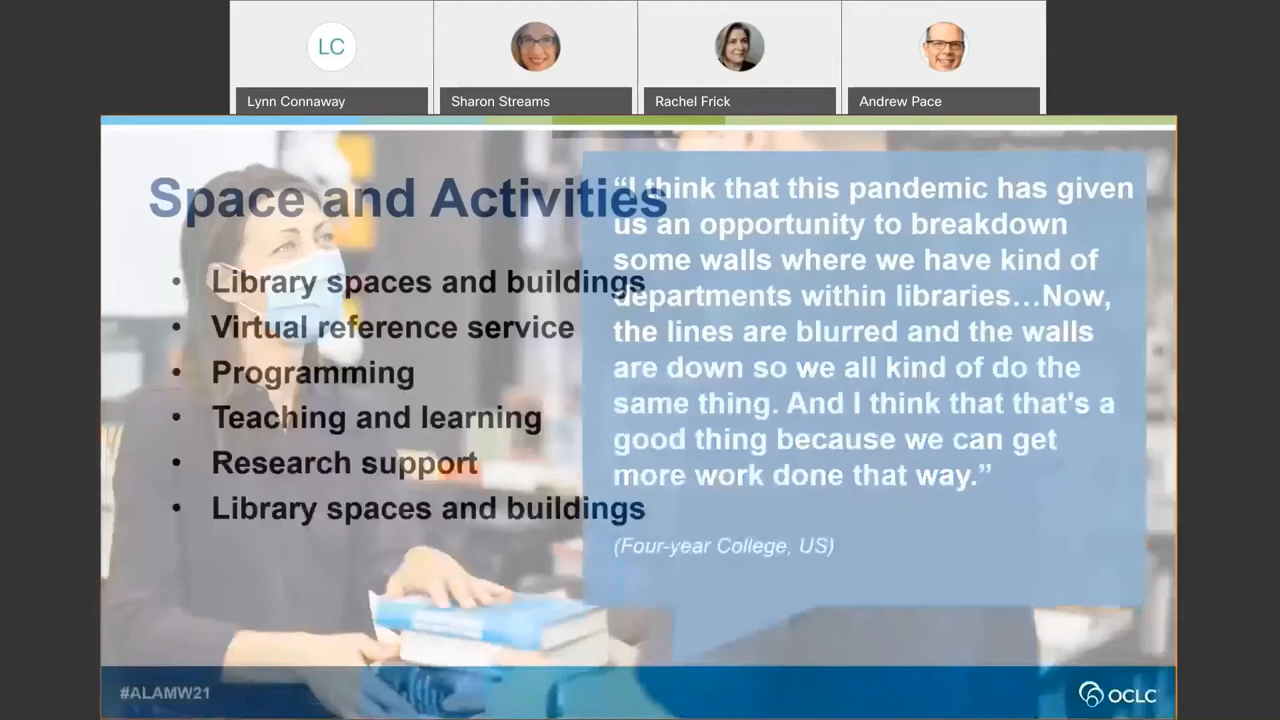 LC
Lynn Connaway
Sharon Streams
Rachel Frick
Andrew Pace
Space and Activities
• Library spaces and buildings
• Virtual reference service
• Programming
• Teaching and learning
• Research support
• Library spaces and buildings
“I think that this pandemic has given
us an opportunity to breakdown
some walls where we have kind of
departments within libraries…Now,
the lines are blurred and the walls
are down so we all kind of do the
same thing. And I think that that's a
good thing because we can get
more work done that way.”
(Four-year College, US)
#ALAMW21
OCLC